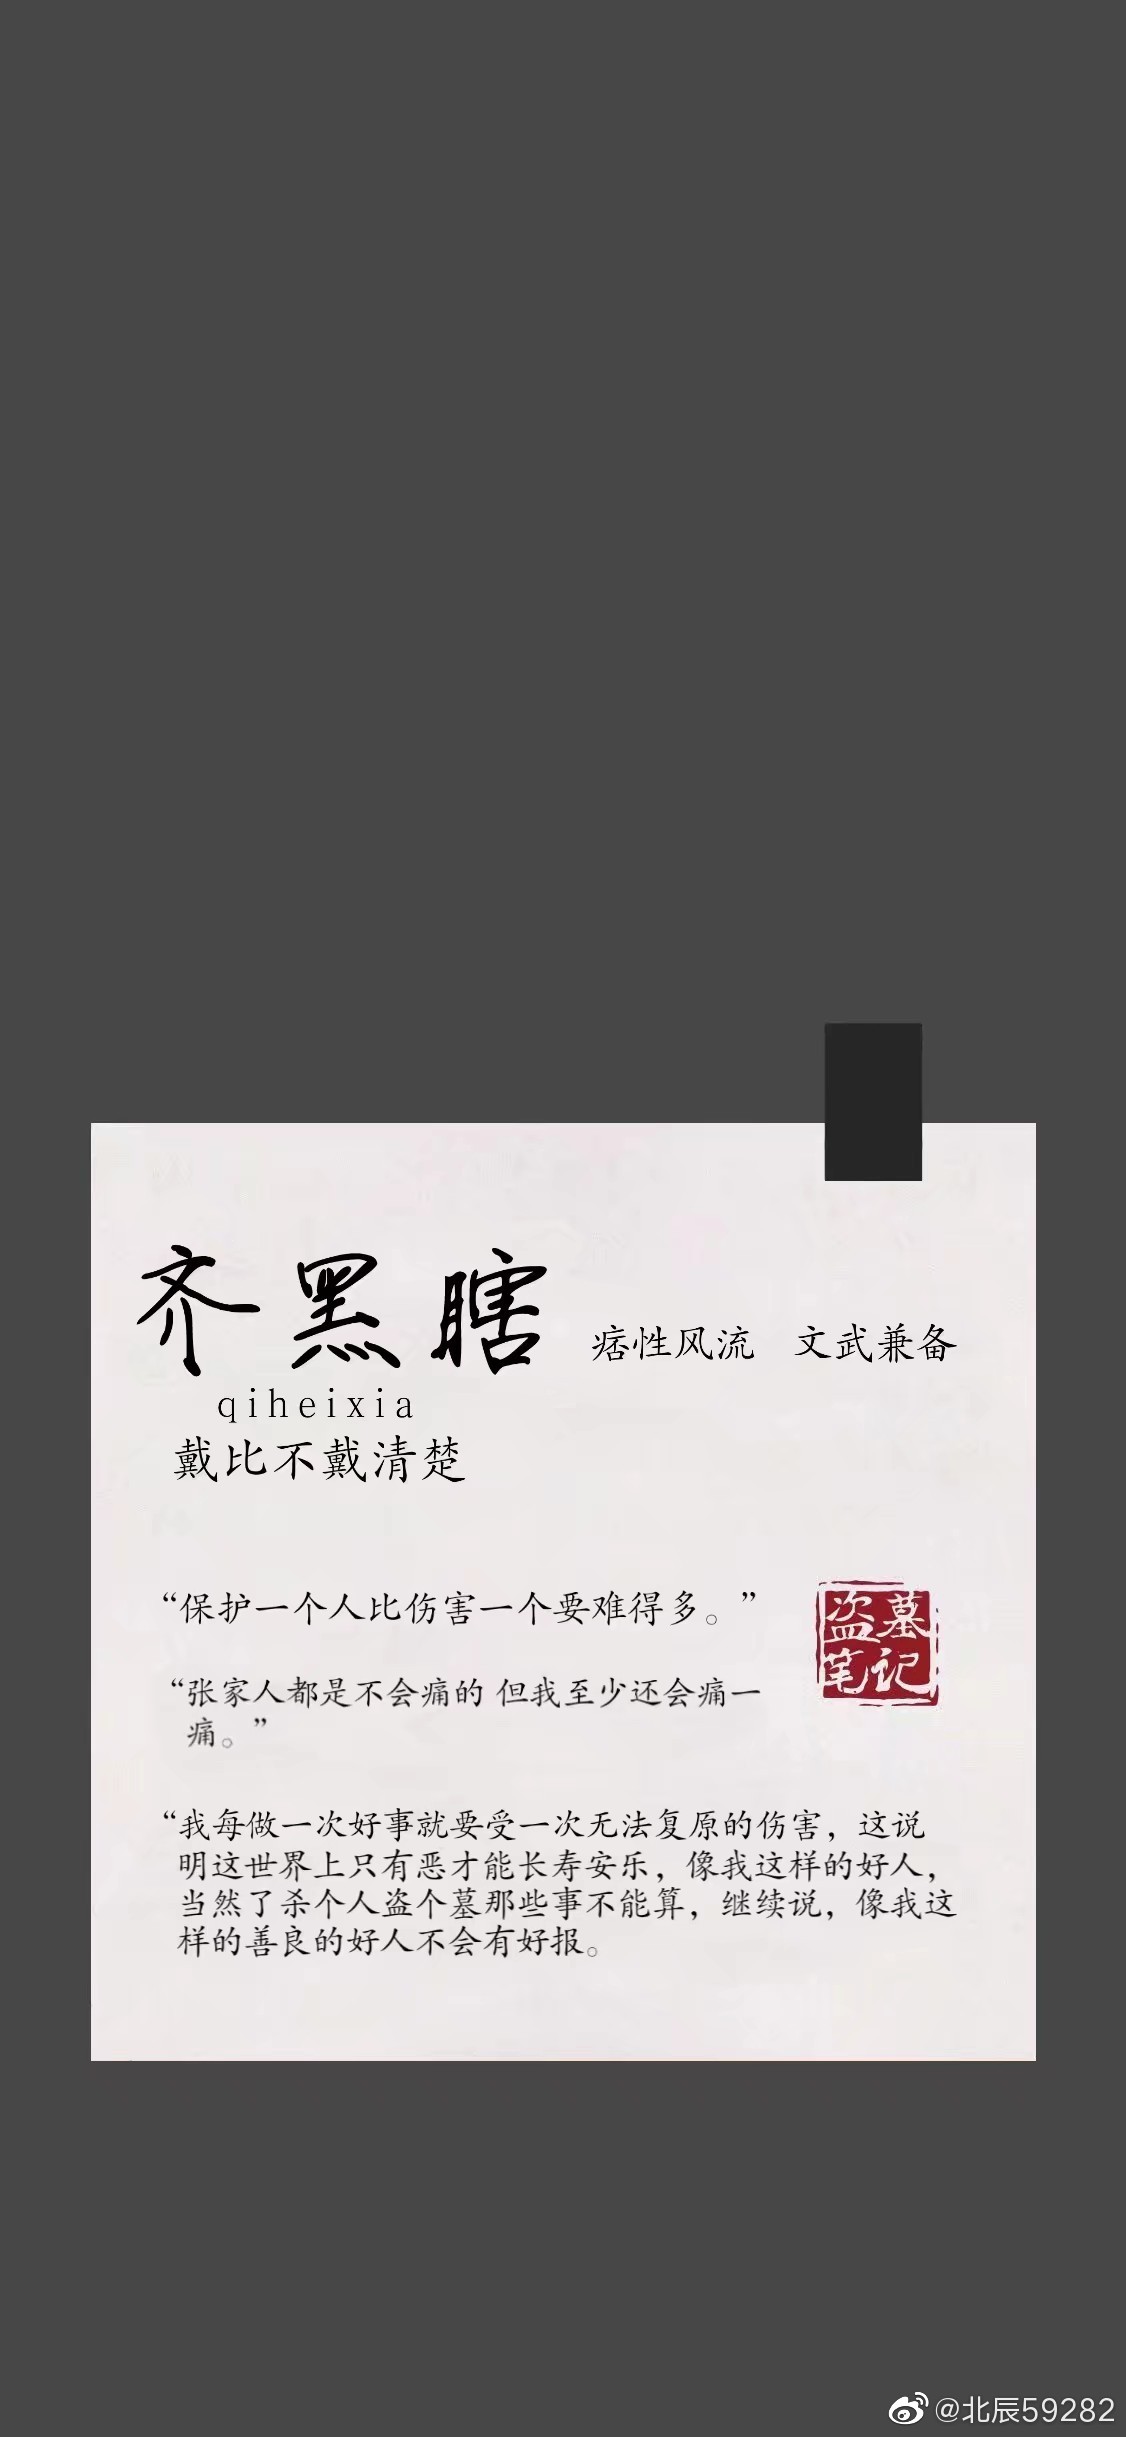 齐黑瞎 痞性风流 文武兼备
qiheixia
戴比不戴清楚
“保护一个人比伤害一个要难得多。”
盗墓
笔记
“张家人都是不会痛的 但我至少还会痛一
痛。”
“我每做一次好事就要受一次无法复原的伤害，这说
明这世界上只有恶才能长寿安乐，像我这样的好人，
当然了杀个人盗个墓那些事不能算，继续说，像我这
样的善良的好人不会有好报。
@北辰59282